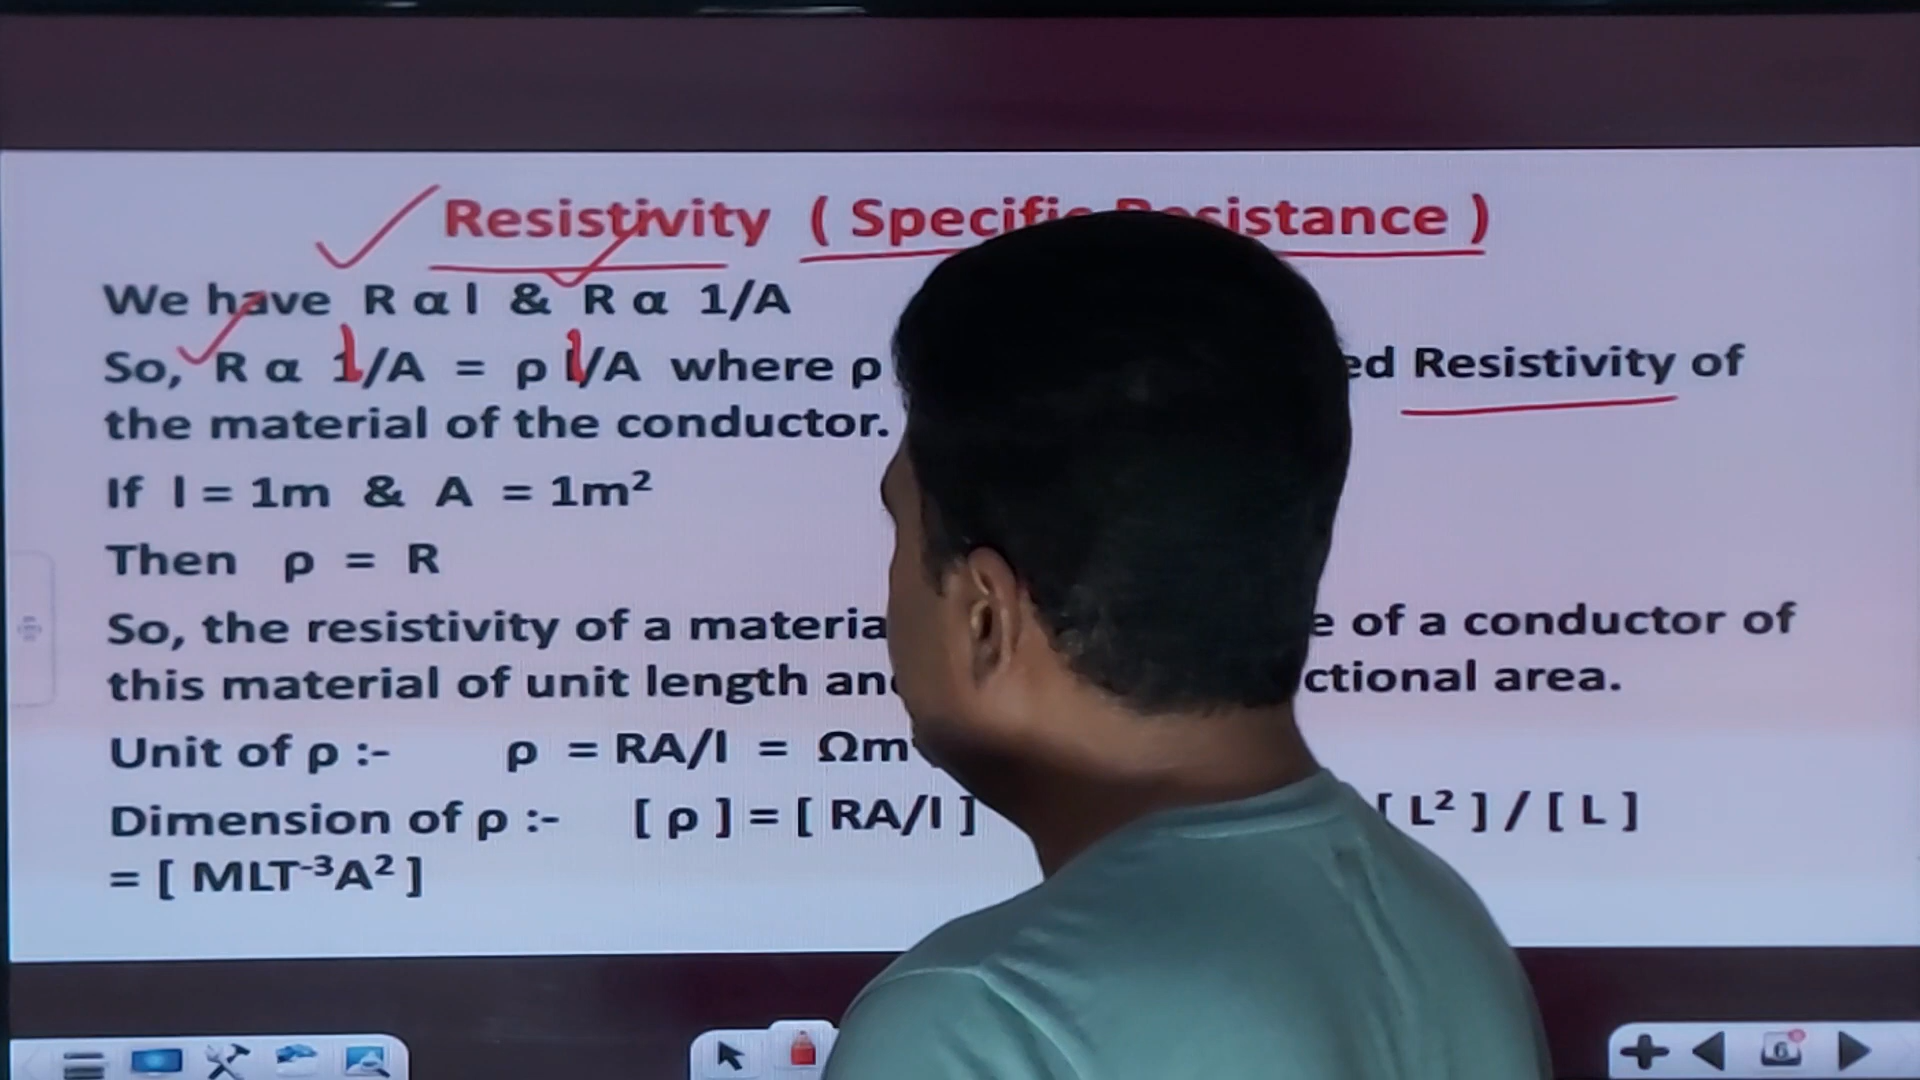 Resistivity ( Specific Resistance )
We have R α l & R α 1/A
So, R α l/A = ρ l/A where ρ ed Resistivity of
the material of the conductor.
If l = 1m & A = 1m²
Then ρ = R
So, the resistivity of a materia e of a conductor of
this material of unit length an ctional area.
Unit of ρ :- ρ = RA/l = Ωm
Dimension of ρ :- [ ρ ] = [ RA/l ] [ L² ] / [ L ]
= [ MLT⁻³A² ]
6